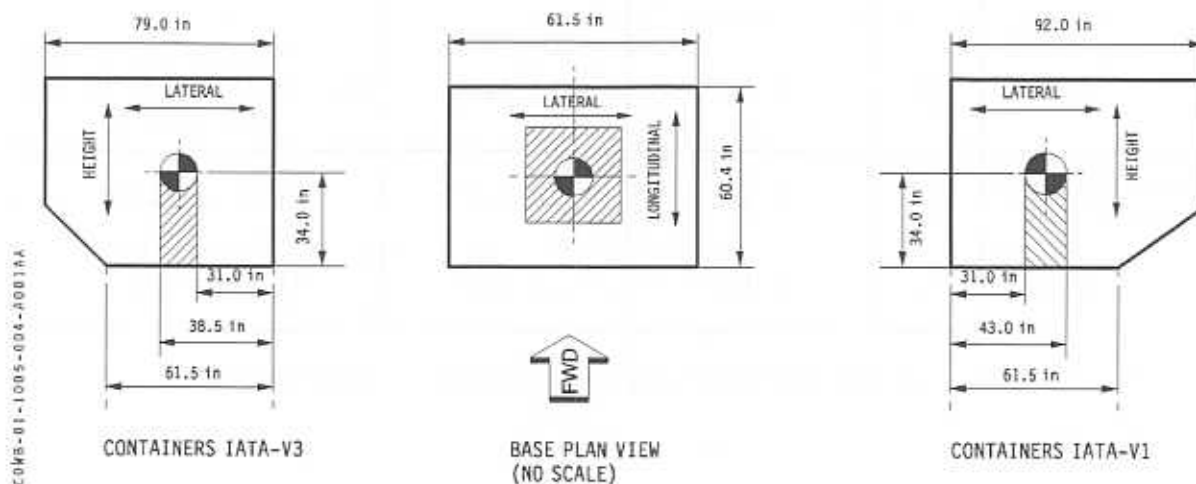 79.0 in
LATERAL
HEIGHT
34.0 in
31.0 in
38.5 in
61.5 in
CONTAINERS IATA-V3
61.5 in
LATERAL
LONGITUDINAL
60.4 in
FWD
BASE PLAN VIEW
(NO SCALE)
92.0 in
LATERAL
HEIGHT
34.0 in
31.0 in
43.0 in
61.5 in
CONTAINERS IATA-V1